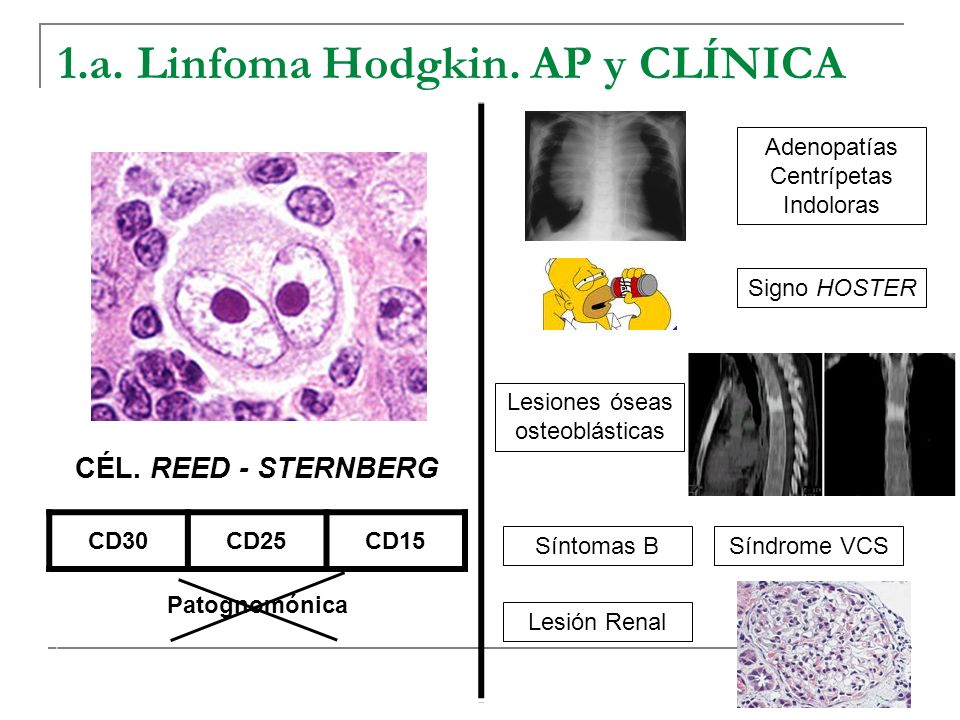 1.a. Linfoma Hodgkin. AP y CLÍNICA
CÉL. REED - STERNBERG
CD30 CD25 CD15
Patognomónica
Adenopatías
Centrípetas
Indoloras
Signo HOSTER
Lesiones óseas
osteoblásticas
Síntomas B
Síndrome VCS
Lesión Renal